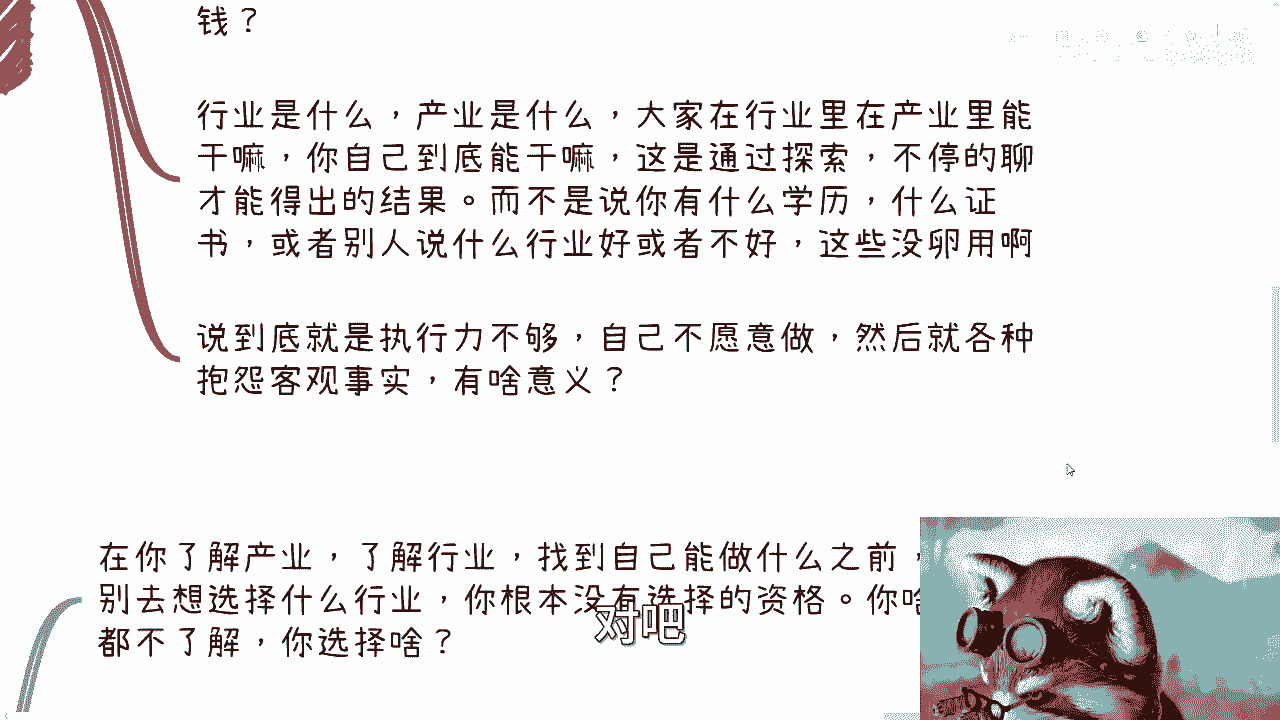 钱？
行业是什么，产业是什么，大家在行业里在产业里能
干嘛，你自己到底能干嘛，这是通过探索，不停的聊
才能得出的结果。而不是说你有什么学历，什么证
书，或者别人说什么行业好或者不好，这些没卵用啊
说到底就是执行力不够，自己不愿意做，然后就各种
抱怨客观事实，有啥意义？
在你了解产业，了解行业，找到自己能做什么之前，
别去想选择什么行业，你根本没有选择的资格。你啥
都不了解，你选择啥？
对吧